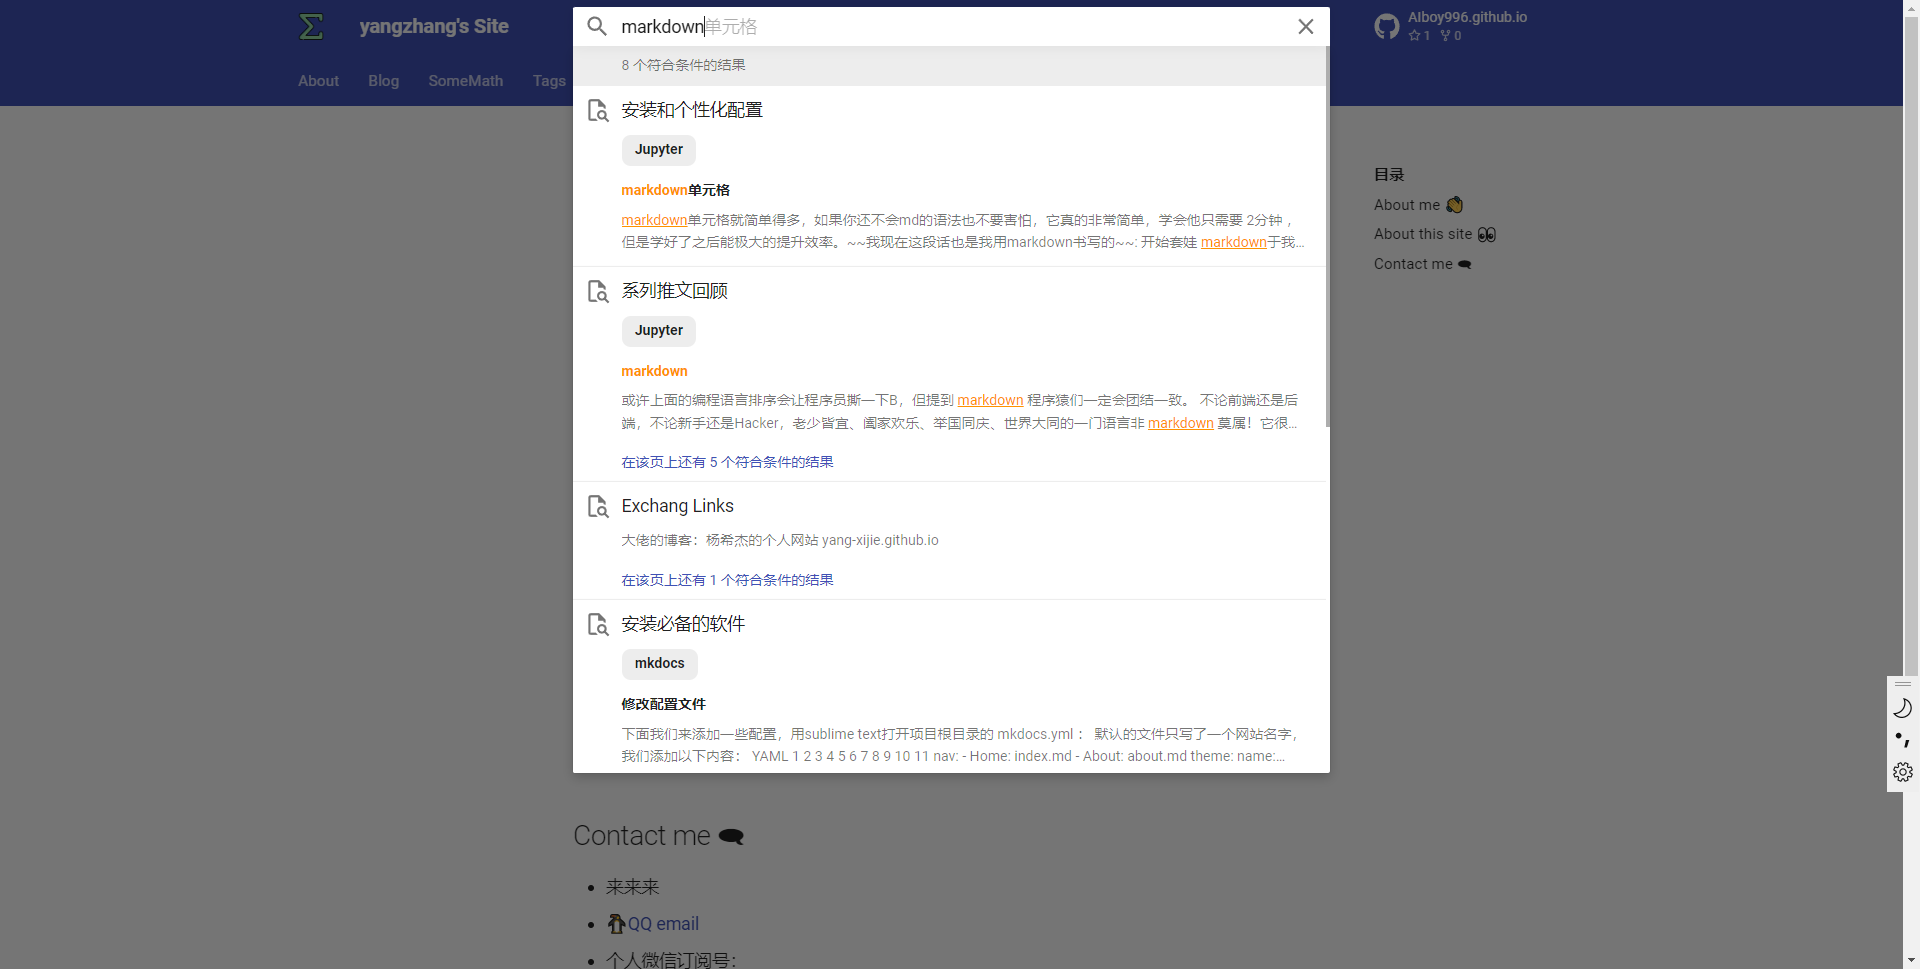 yangzhang's Site
markdown单元格
AIboy996.github.io
1 0
About Blog SomeMath Tags
8 个符合条件的结果
安装和个性化配置
Jupyter
markdown单元格
markdown单元格就简单得多，如果你还不会md的语法也不要害怕，它真的非常简单，学会他只需要 2分钟 ，
但是学好了之后能极大的提升效率。~~我现在这段话也是我用markdown书写的~~: 开始套娃 markdown于我...
系列推文回顾
Jupyter
markdown
或许上面的编程语言排序会让程序员撕一下B，但提到 markdown 程序猿们一定会团结一致。 不论前端还是后
端，不论新手还是Hacker，老少皆宜、阖家欢乐、举国同庆、世界大同的一门语言非 markdown 莫属！它很...
在该页上还有 5 个符合条件的结果
Exchang Links
大佬的博客：杨希杰的个人网站 yang-xijie.github.io
在该页上还有 1 个符合条件的结果
安装必备的软件
mkdocs
修改配置文件
下面我们来添加一些配置，用sublime text打开项目根目录的 mkdocs.yml ： 默认的文件只写了一个网站名字，
我们添加以下内容： YAML 1 2 3 4 5 6 7 8 9 10 11 nav: - Home: index.md - About: about.md theme: name:...
目录
About me
About this site
Contact me
Contact me
来来来
QQ email
个人微信订阅号：